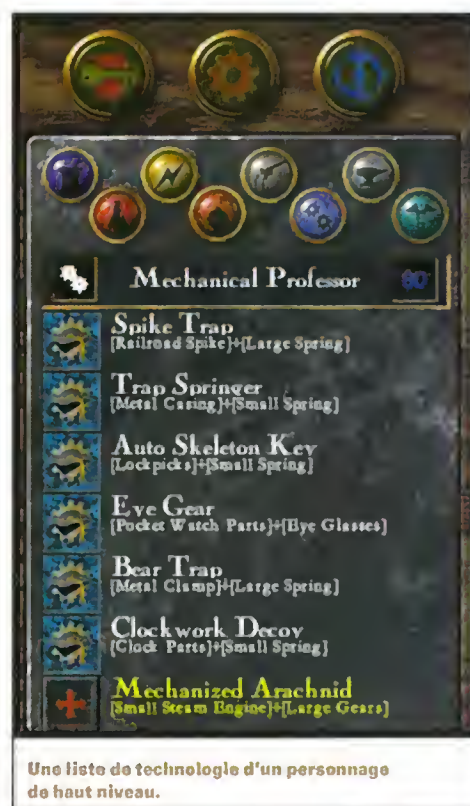 Mechanical Professor 90
Spike Trap
[Railroad Spike]+[Large Spring]
Trap Springer
[Metal Casing]+[Small Spring]
Auto Skeleton Key
[Lockpicks]+[Small Spring]
Eye Gear
[Pocket Watch Parts]+[Eye Glasses]
Bear Trap
[Metal Clamp]+[Large Spring]
Clockwork Decoy
[Clock Parts]+[Small Spring]
Mechanized Arachnid
[Small Steam Engine]+[Large Gears]
Une liste de technologie d'un personnage
de haut niveau.